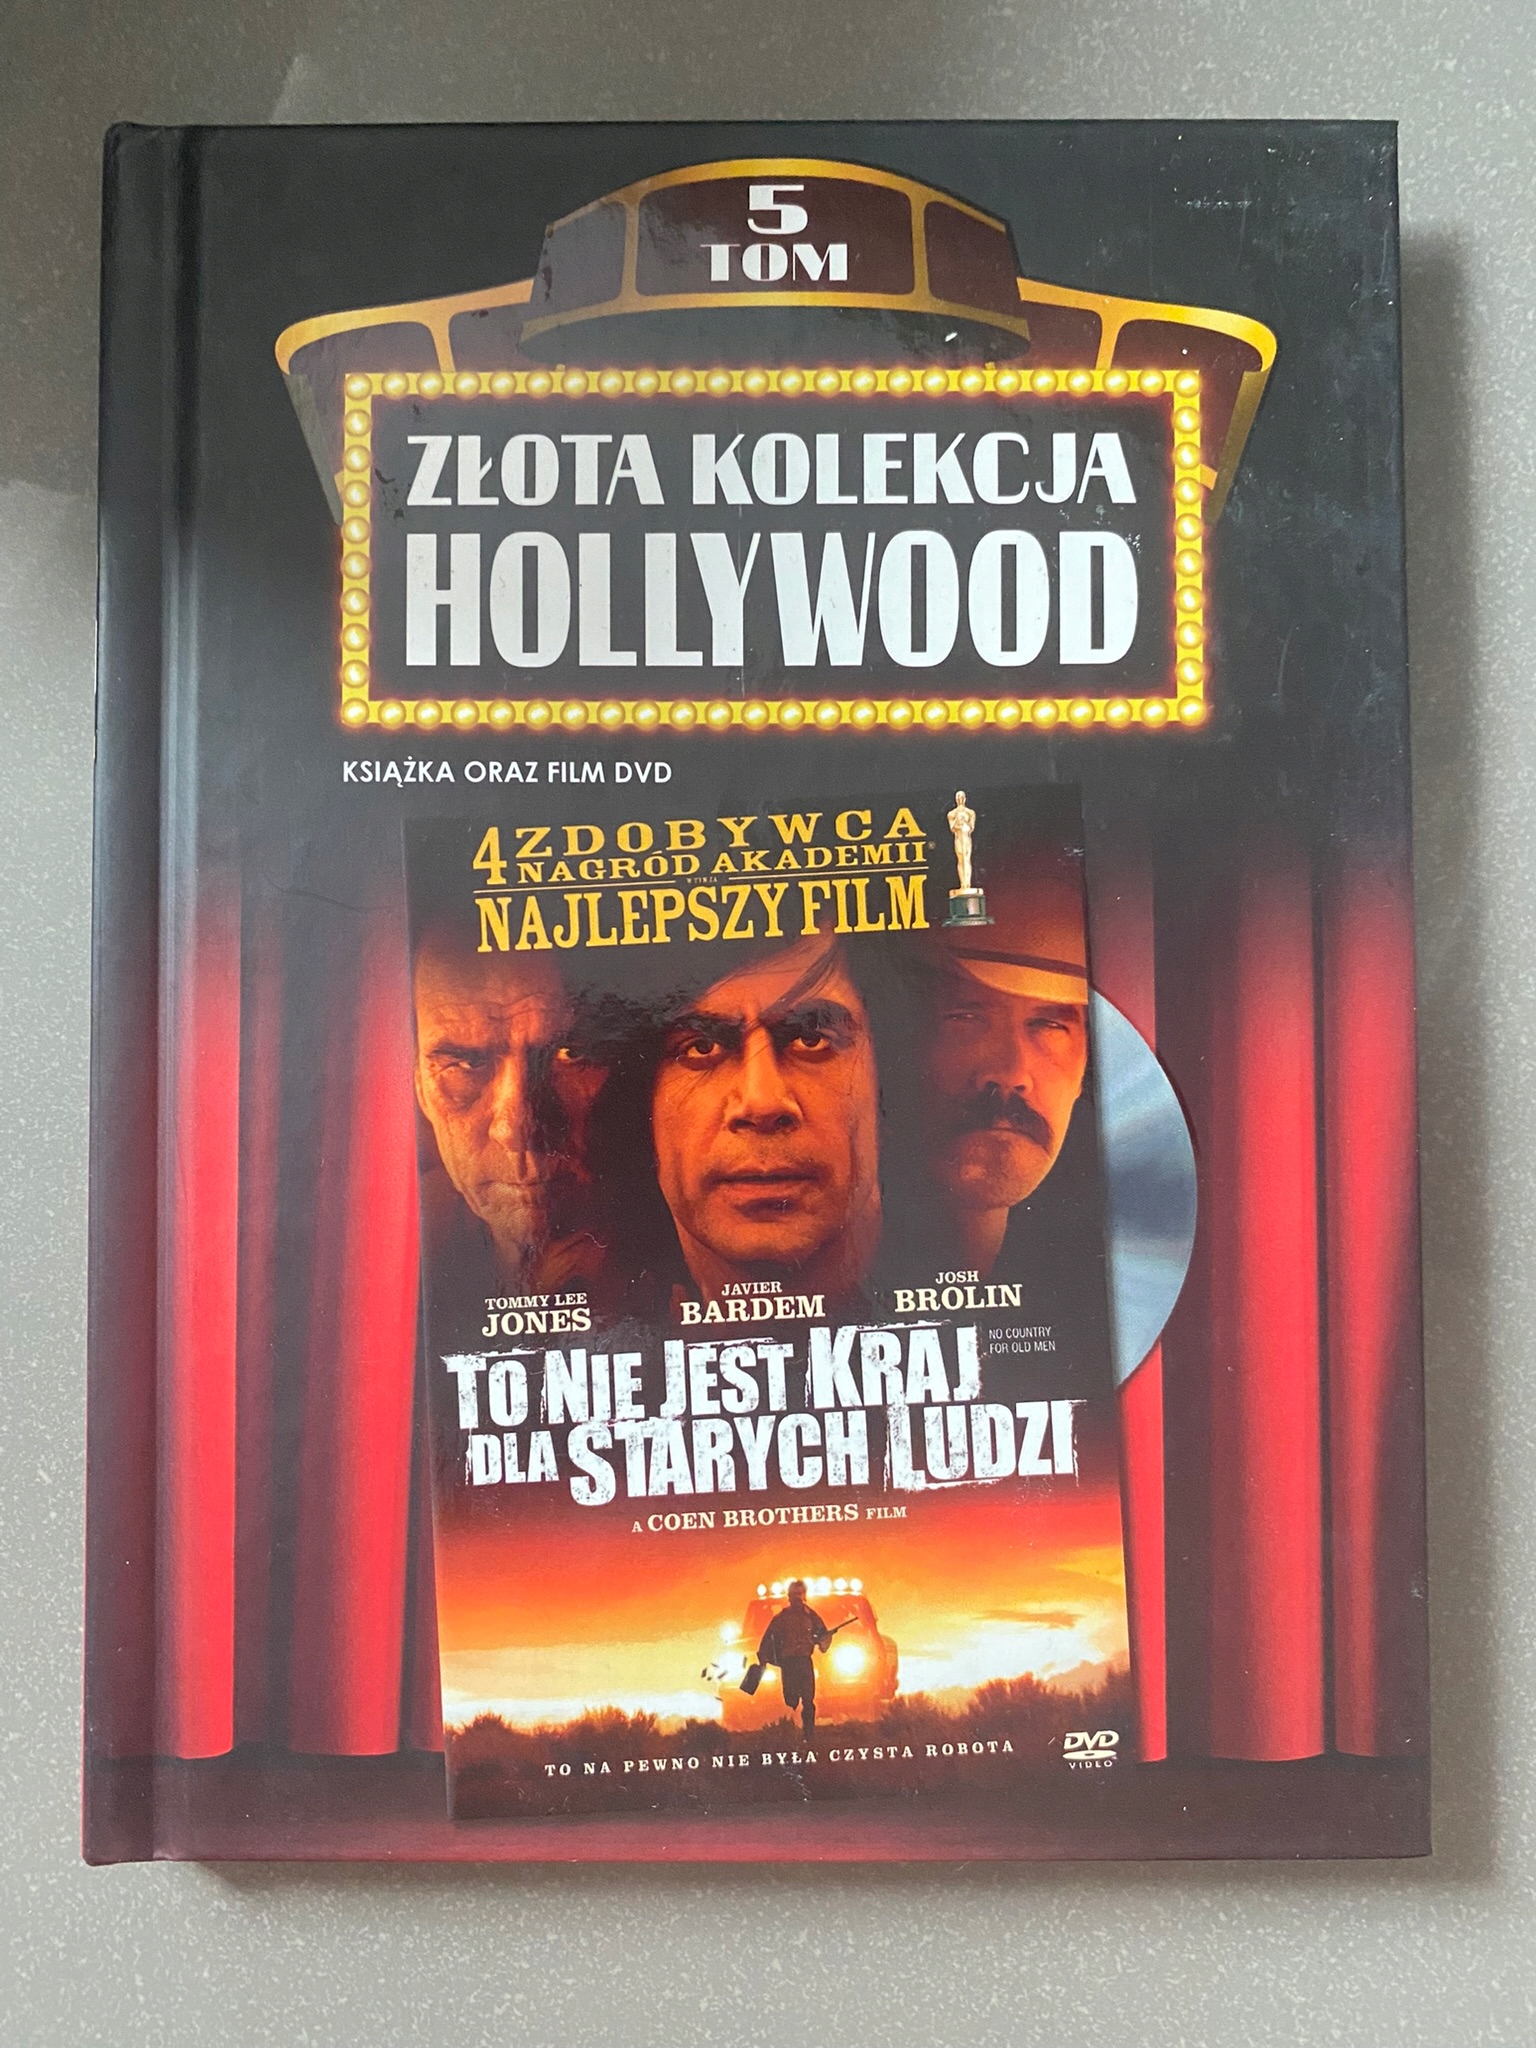 5
TOM
ZŁOTA KOLEKCJA
HOLLYWOOD
KSIĄŻKA ORAZ FILM DVD
4 ZDOBYWCA
NAGRÓD AKADEMII®
W TYM ZA
NAJLEPSZY FILM
TOMMY LEE
JONES
JAVIER
BARDEM
JOSH
BROLIN
TO NIE JEST KRAJ
NO COUNTRY
FOR OLD MEN
DLA STARYCH LUDZI
A COEN BROTHERS FILM
TO NA PEWNO NIE BYŁA CZYSTA ROBOTA
DVD
VIDEO